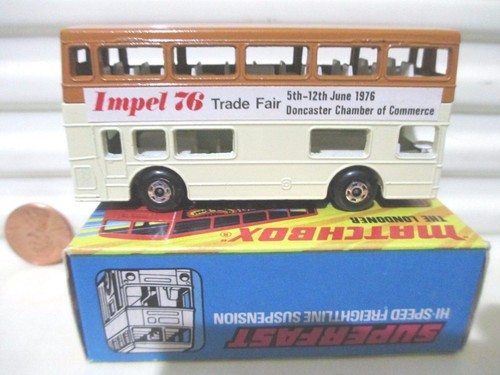 Impel 76 Trade Fair 5th-12th June 1976
Doncaster Chamber of Commerce
MATCHBOX®
THE LONDONER
SUPERFAST
HI-SPEED FREIGHTLINE SUSPENSION